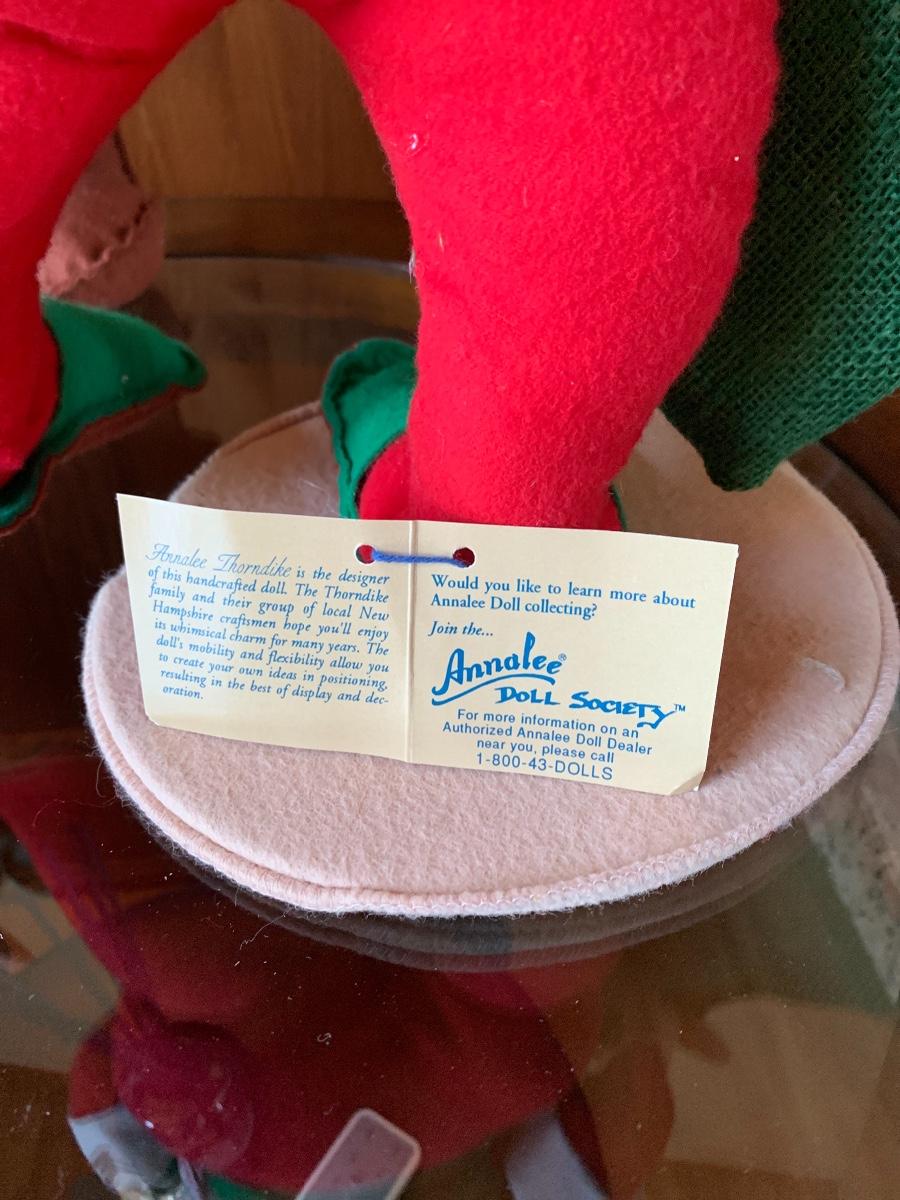 Annalee Thorndike is the designer
of this handcrafted doll. The Thorndike
family and their group of local New
Hampshire craftsmen hope you'll enjoy
its whimsical charm for many years. The
doll's mobility and flexibility allow you
to create your own ideas in positioning,
resulting in the best of display and dec-
oration.
Would you like to learn more about
Annalee Doll collecting?
Join the...
Annalee®
DOLL SOCIETY™
For more information on an
Authorized Annalee Doll Dealer
near you, please call
1-800-43-DOLLS